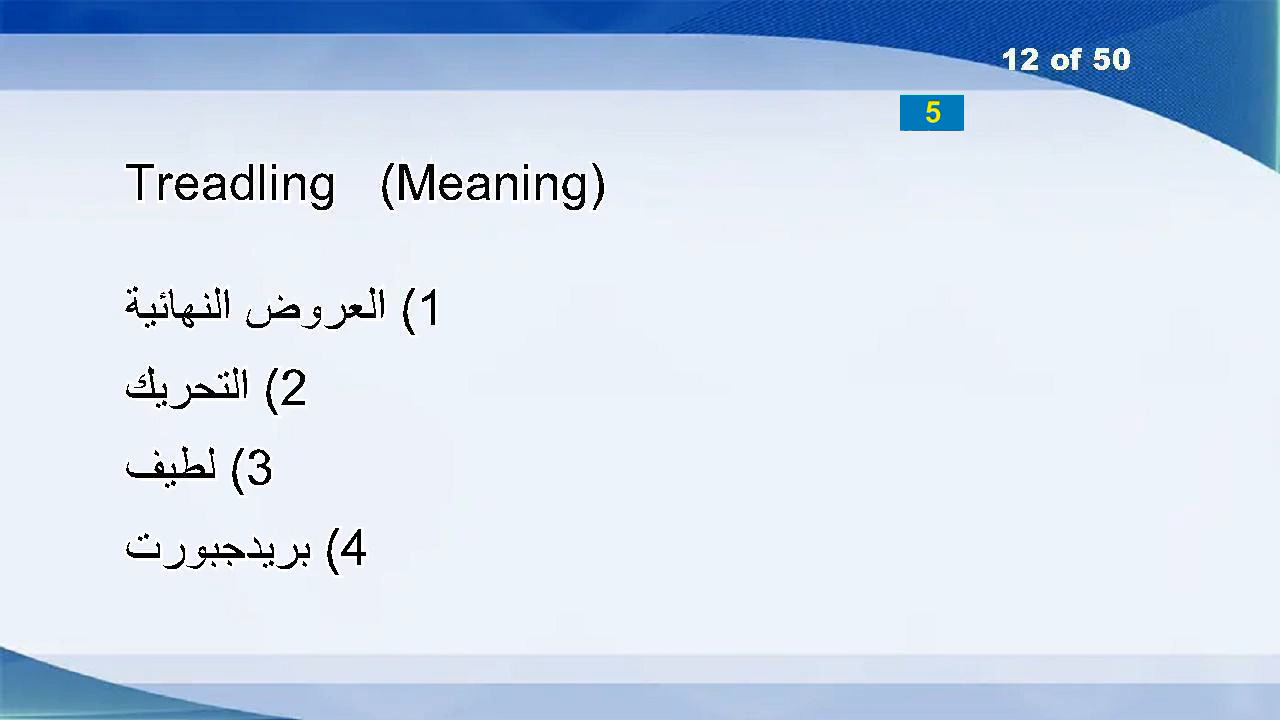 12 of 50
5
Treadling (Meaning)
1) العروض النهائية
2) التحريك
3) لطيف
4) بريدجبورت